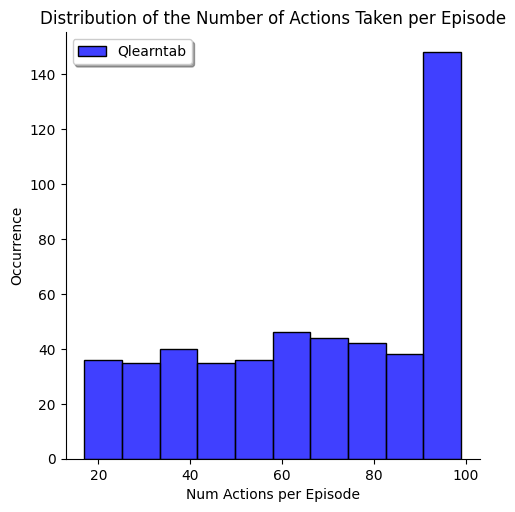 Distribution of the Number of Actions Taken per Episode
Qlearntab
140
120
100
80
60
40
20
0
Occurrence
20 40 60 80 100
Num Actions per Episode